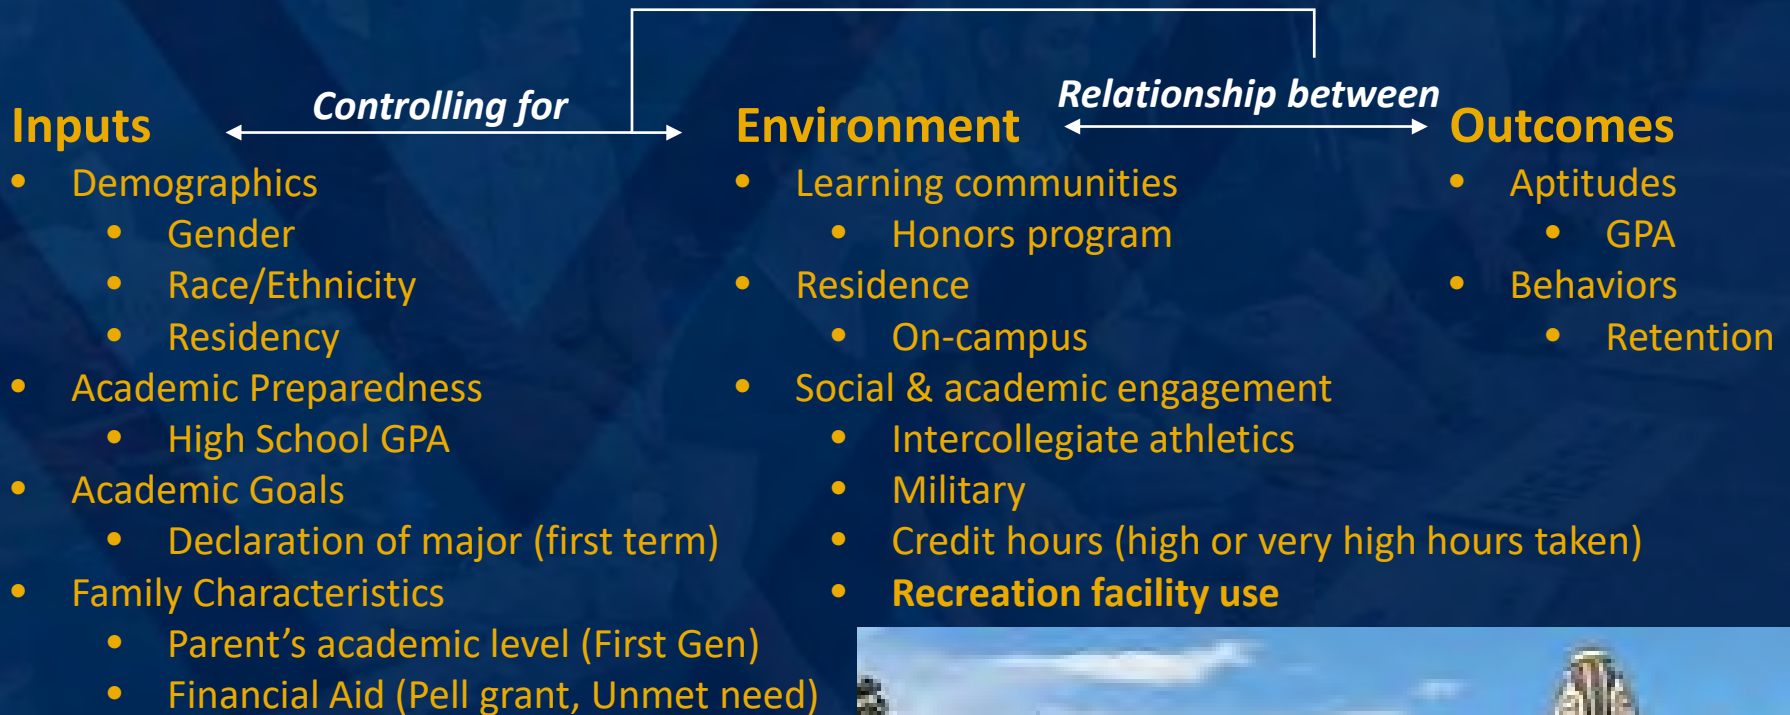 Controlling for
Relationship between
Inputs
• Demographics
• Gender
• Race/Ethnicity
• Residency
• Academic Preparedness
• High School GPA
• Academic Goals
• Declaration of major (first term)
• Family Characteristics
• Parent's academic level (First Gen)
• Financial Aid (Pell grant, Unmet need)
Environment
• Learning communities
• Honors program
• Residence
• On-campus
• Social & academic engagement
• Intercollegiate athletics
• Military
• Credit hours (high or very high hours taken)
• Recreation facility use
Outcomes
• Aptitudes
• GPA
• Behaviors
• Retention